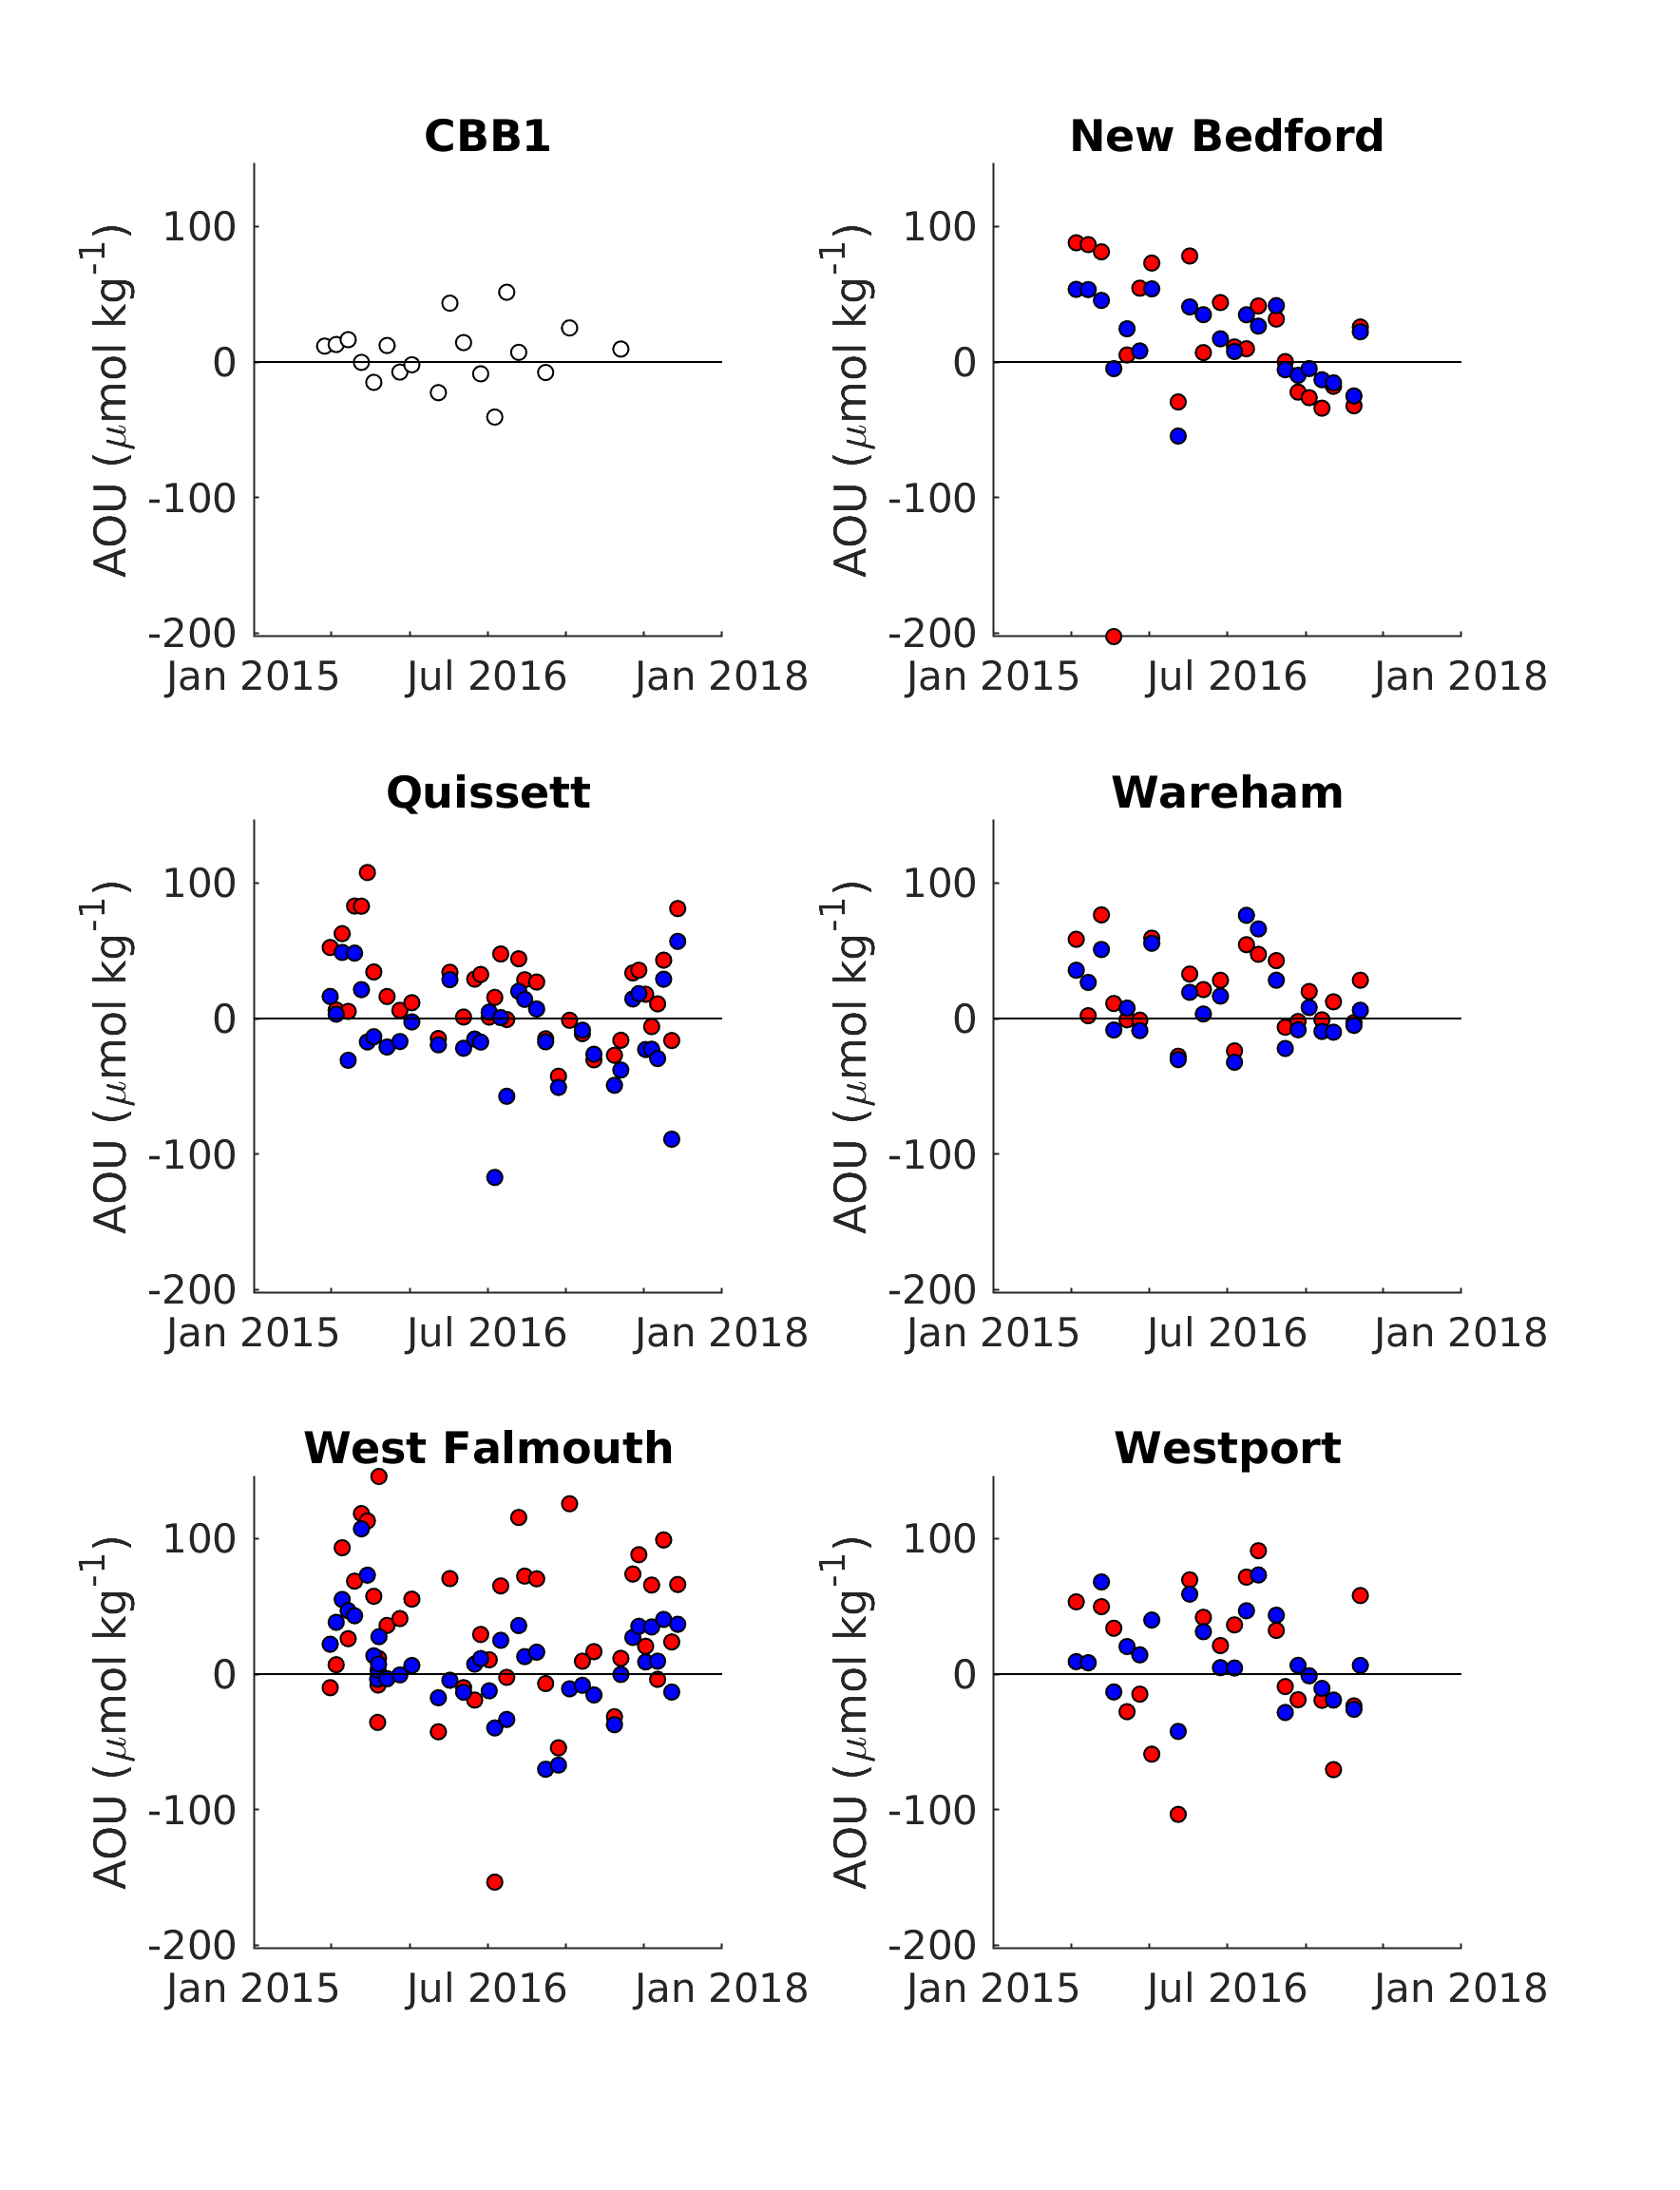 CBB1
New Bedford
AOU (μmol kg⁻¹)
100
0
-100
-200
Jan 2015 Jul 2016 Jan 2018
AOU (μmol kg⁻¹)
100
0
-100
-200
Jan 2015 Jul 2016 Jan 2018
Quissett
Wareham
AOU (μmol kg⁻¹)
100
0
-100
-200
Jan 2015 Jul 2016 Jan 2018
AOU (μmol kg⁻¹)
100
0
-100
-200
Jan 2015 Jul 2016 Jan 2018
West Falmouth
Westport
AOU (μmol kg⁻¹)
100
0
-100
-200
Jan 2015 Jul 2016 Jan 2018
AOU (μmol kg⁻¹)
100
0
-100
-200
Jan 2015 Jul 2016 Jan 2018